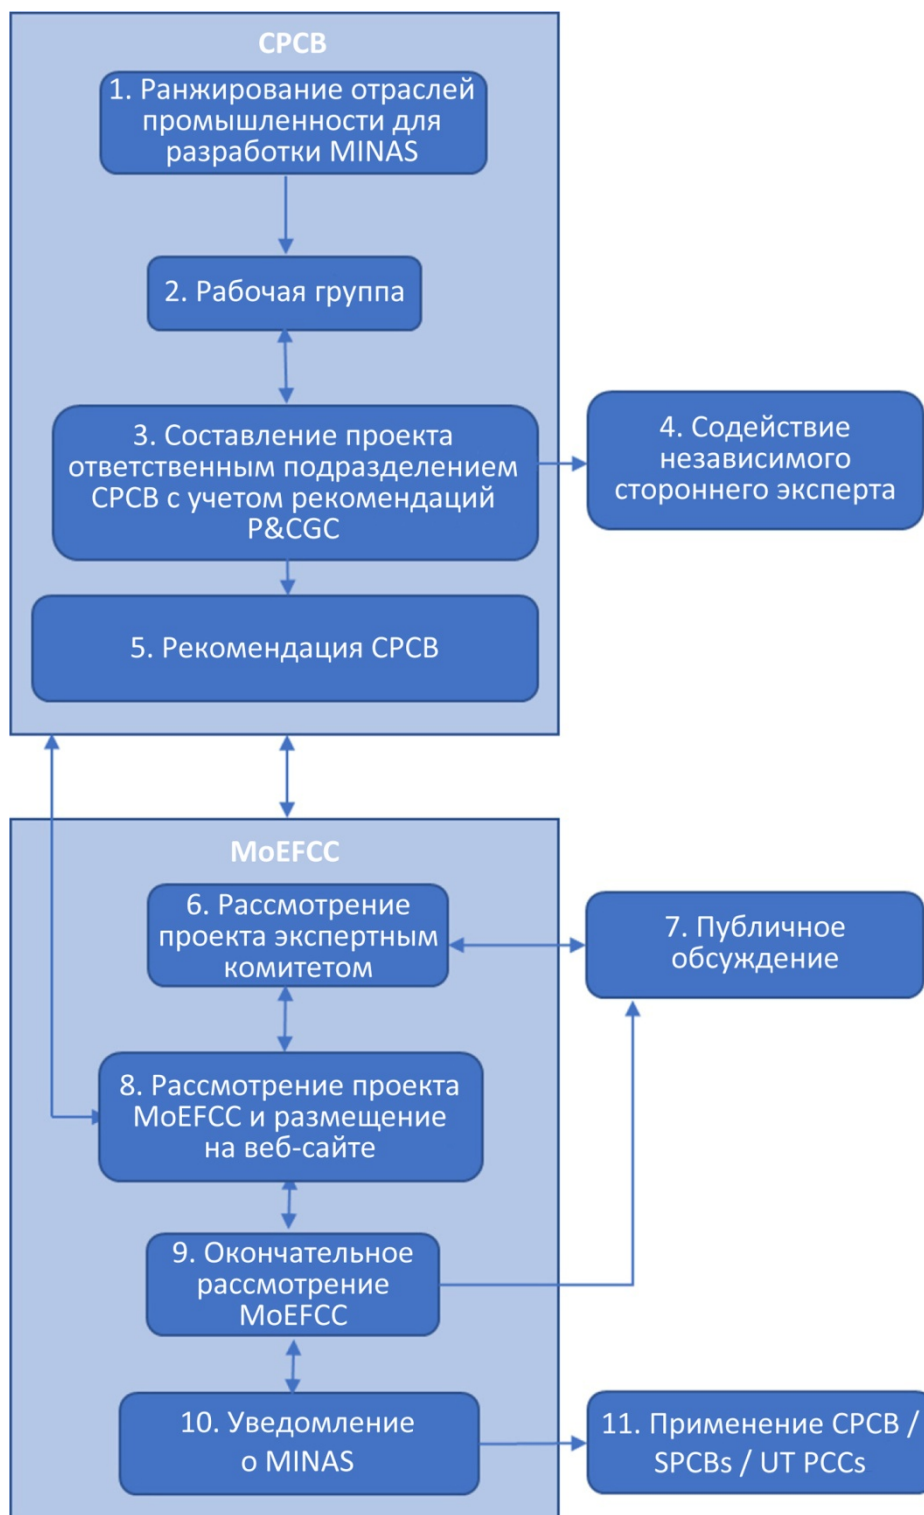 CPCB
1. Ранжирование отраслей
промышленности для
разработки MINAS
2. Рабочая группа
3. Составление проекта
ответственным подразделением
CPCB с учетом рекомендаций
P&CGC
4. Содействие
независимого
стороннего эксперта
5. Рекомендация CPCB
MoEFCC
6. Рассмотрение
проекта экспертным
комитетом
7. Публичное
обсуждение
8. Рассмотрение проекта
MoEFCC и размещение
на веб-сайте
9. Окончательное
рассмотрение
MoEFCC
10. Уведомление
о MINAS
11. Применение CPCB /
SPCBs / UT PCCs